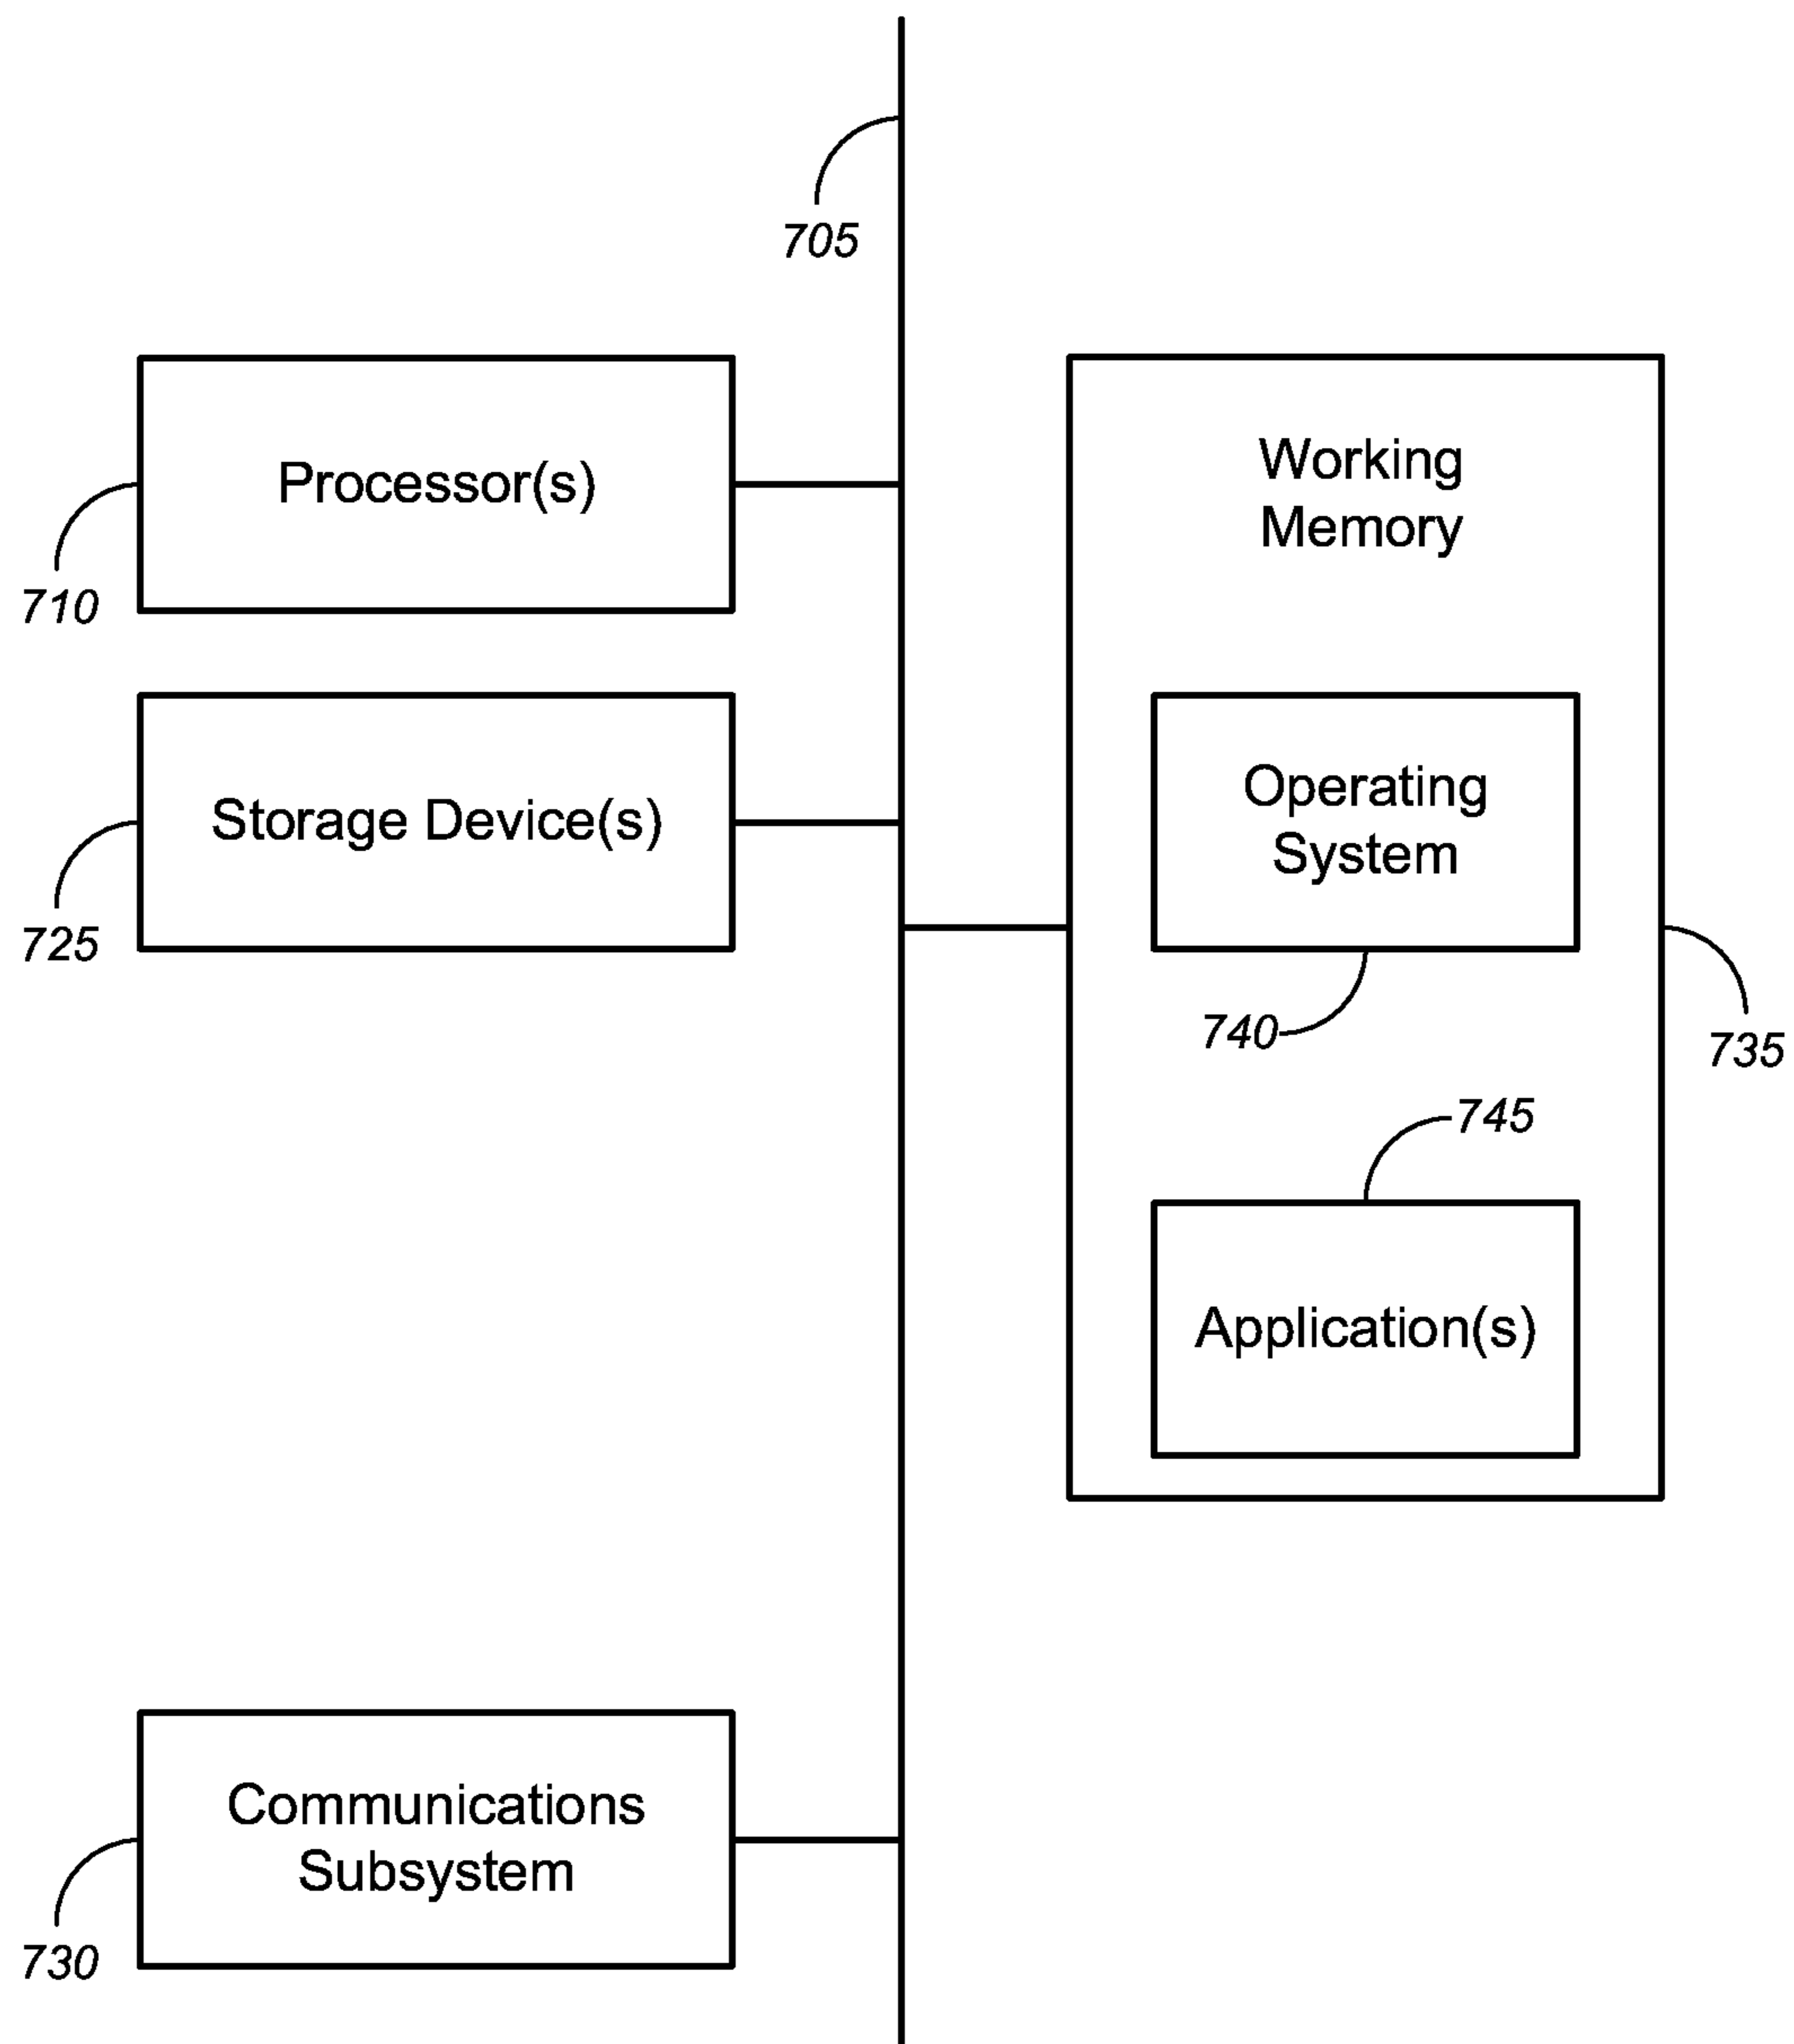 705
Processor(s)
710
Storage Device(s)
725
Working
Memory
Operating
System
740
735
745
Application(s)
Communications
Subsystem
730